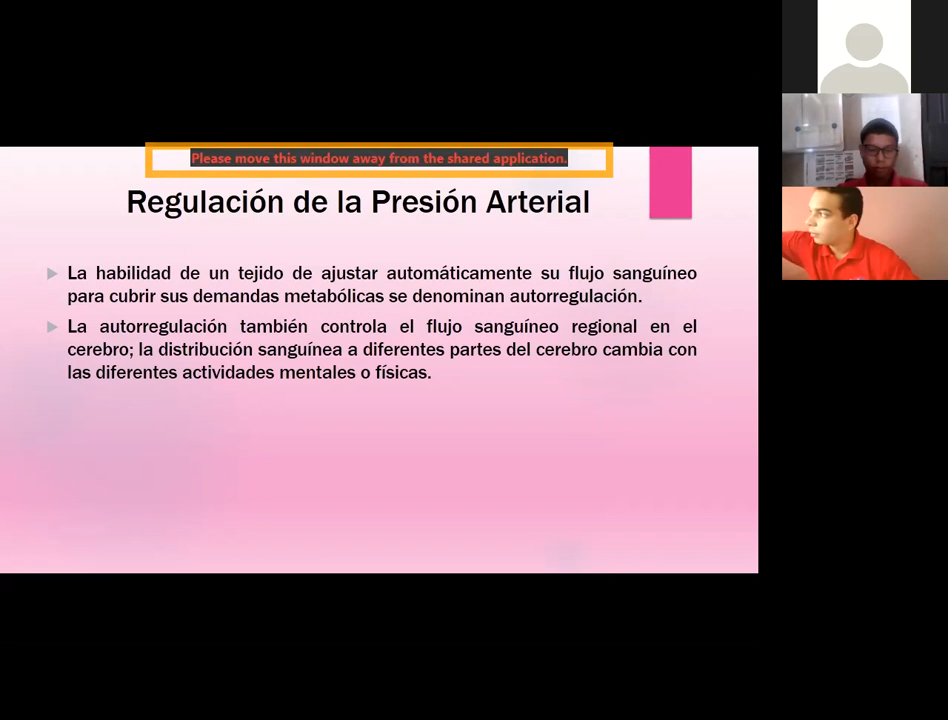 Please move this window away from the shared application.
Regulación de la Presión Arterial
La habilidad de un tejido de ajustar automáticamente su flujo sanguíneo
para cubrir sus demandas metabólicas se denominan autorregulación.
La autorregulación también controla el flujo sanguíneo regional en el
cerebro; la distribución sanguínea a diferentes partes del cerebro cambia con
las diferentes actividades mentales o físicas.